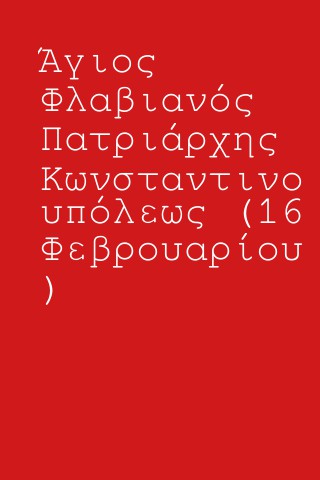 Άγιος
Φλαβιανός
Πατριάρχης
Κωνσταντινο
υπόλεως (16
Φεβρουαρίου
)